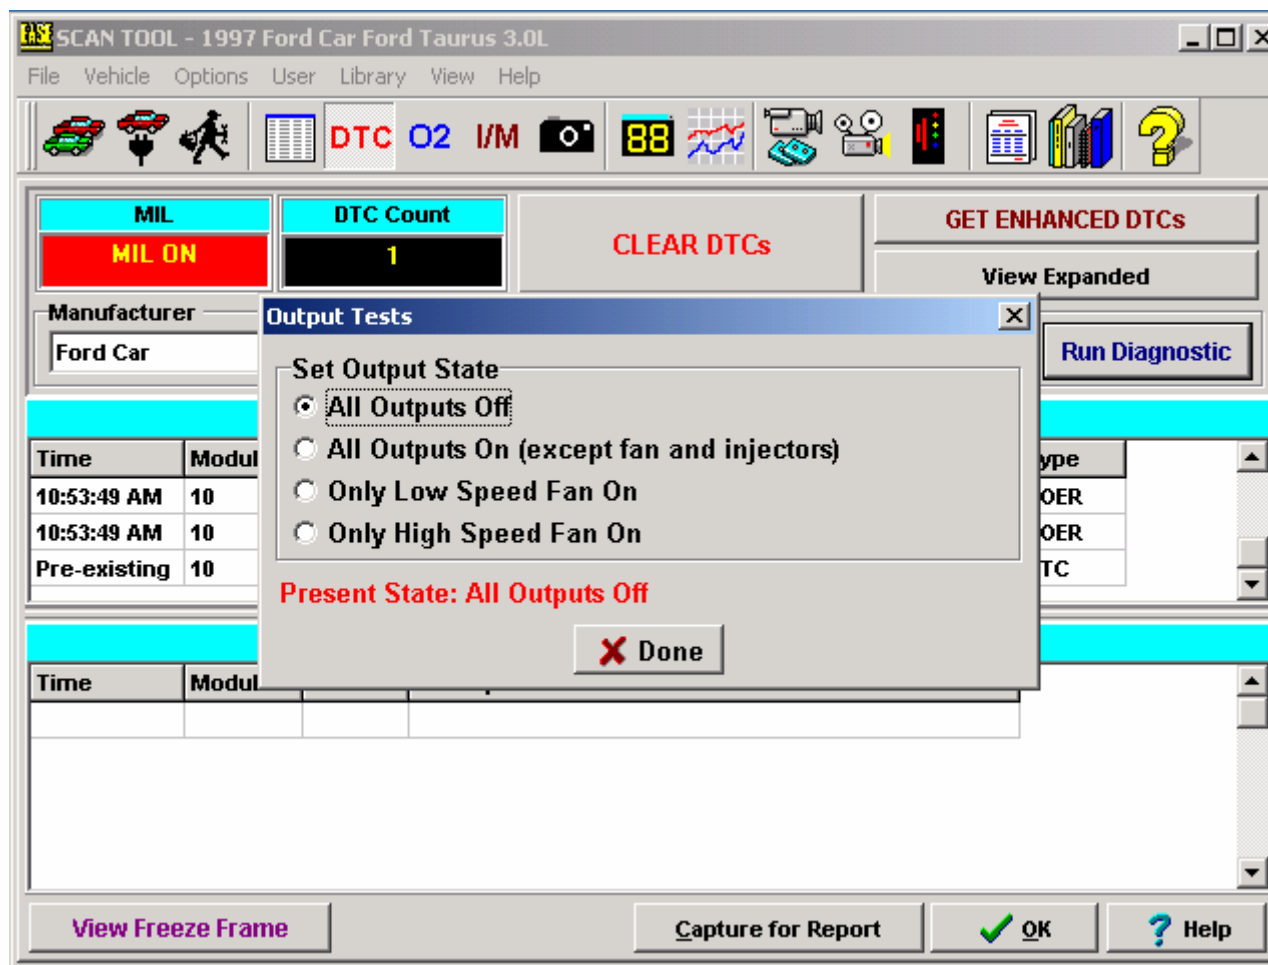 SCAN TOOL - 1997 Ford Car Ford Taurus 3.0L
File Vehicle Options User Library View Help
DTC O2 I/M 88
MIL DTC Count
MIL ON 1
CLEAR DTCs
GET ENHANCED DTCs
View Expanded
Manufacturer
Ford Car
Run Diagnostic
Output Tests
Set Output State
All Outputs Off
All Outputs On (except fan and injectors)
Only Low Speed Fan On
Only High Speed Fan On
Present State: All Outputs Off
Done
Time Modul ype
10:53:49 AM 10 OER
10:53:49 AM 10 OER
Pre-existing 10 TC
Time Modul
View Freeze Frame
Capture for Report
OK
Help